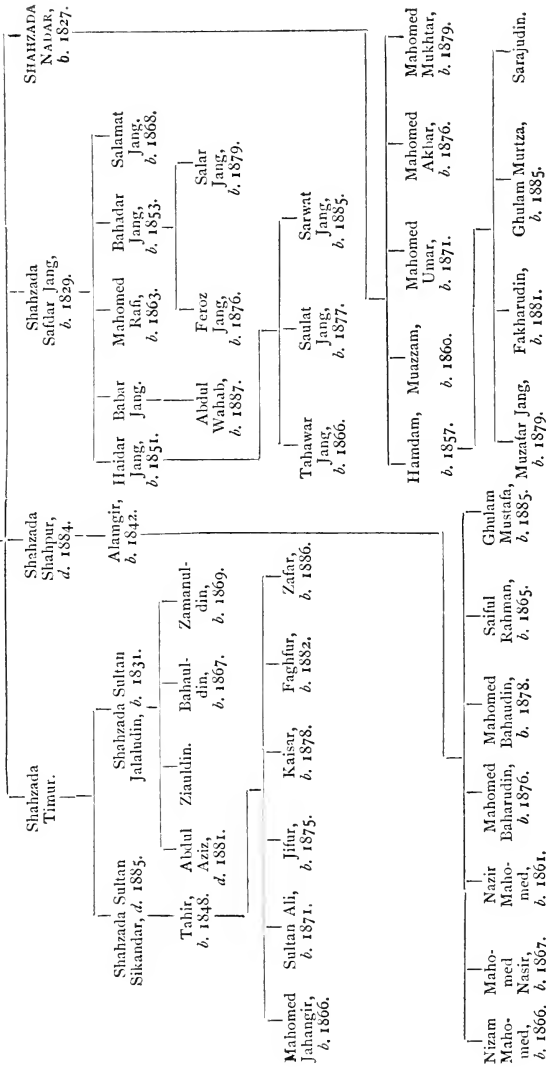 Shahzada
Timur.
Shahzada
Shahpur,
d. 1884.
Shahzada
Safdar Jang,
b. 1829.
SHAHZADA
NADAR,
b. 1827.
Shahzada Sultan
Sikandar, d. 1885.
Shahzada Sultan
Jalaludin, b. 1831.
Alamgir,
b. 1842.
Haidar
Jang,
b. 1851.
Babar
Jang.
Mahomed
Rafi,
b. 1863.
Bahadar
Jang,
b. 1853.
Salamat
Jang,
b. 1868.
Tahir,
b. 1848.
Abdul
Aziz,
d. 1881.
Ziauldin.
Bahaul-
din,
b. 1867.
Zamanul-
din,
b. 1869.
Abdul
Wahab,
b. 1887.
Feroz
Jang,
b. 1876.
Salar
Jang,
b. 1879.
Mahomed
Jahangir,
b. 1866.
Sultan Ali,
b. 1871.
Jifur,
b. 1875.
Kaisar,
b. 1878.
Faghfur,
b. 1882.
Zafar,
b. 1886.
Tahawar
Jang,
b. 1866.
Saulat
Jang,
b. 1877.
Sarwat
Jang,
b. 1885.
Hamdam,
b. 1857.
Muazzam,
b. 1860.
Mahomed
Umar,
b. 1871.
Mahomed
Akbar,
b. 1876.
Mahomed
Mukhtar,
b. 1879.
Nizam
Maho-
med,
b. 1866.
Maho-
med
Nasir,
b. 1867.
Nazir
Maho-
med,
b. 1861.
Mahomed
Baharudin,
b. 1876.
Mahomed
Bahaudin,
b. 1878.
Saiful
Rahman,
b. 1865.
Ghulam
Mustafa,
b. 1885.
Muzafar Jang,
b. 1879.
Fakharudin,
b. 1881.
Ghulam Murtza,
b. 1885.
Sarajudin.